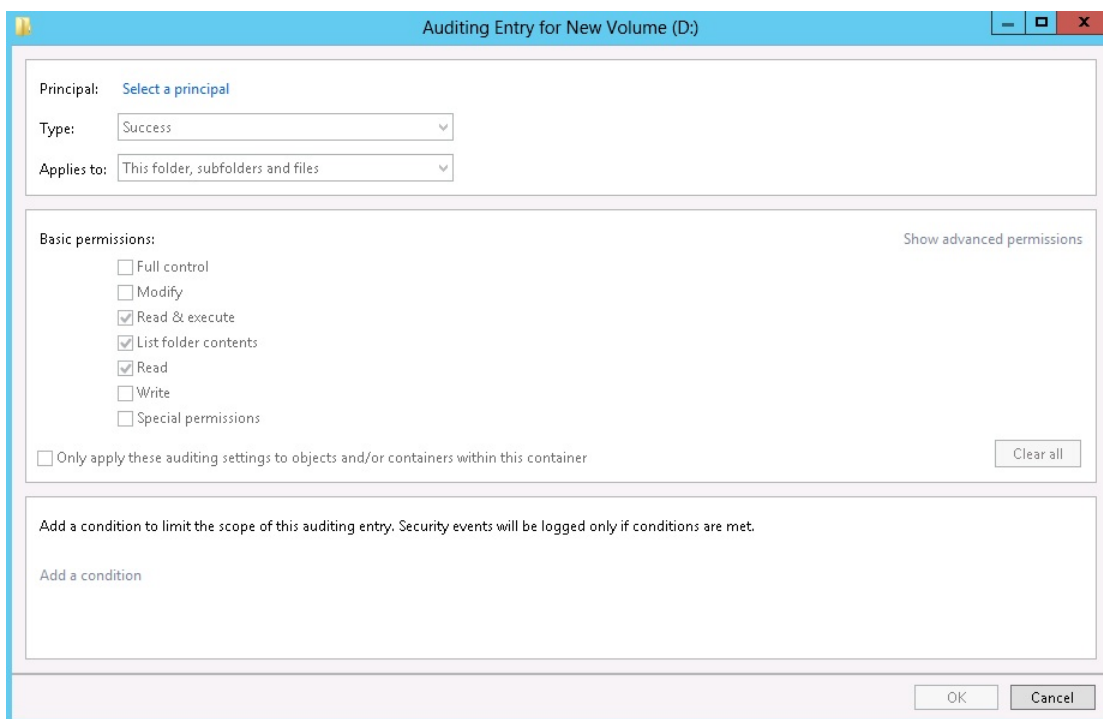 Auditing Entry for New Volume (D:)
Principal: Select a principal
Type: Success
Applies to: This folder, subfolders and files
Basic permissions: Show advanced permissions
Full control
Modify
Read & execute
List folder contents
Read
Write
Special permissions
Only apply these auditing settings to objects and/or containers within this container Clear all
Add a condition to limit the scope of this auditing entry. Security events will be logged only if conditions are met.
Add a condition
OK Cancel